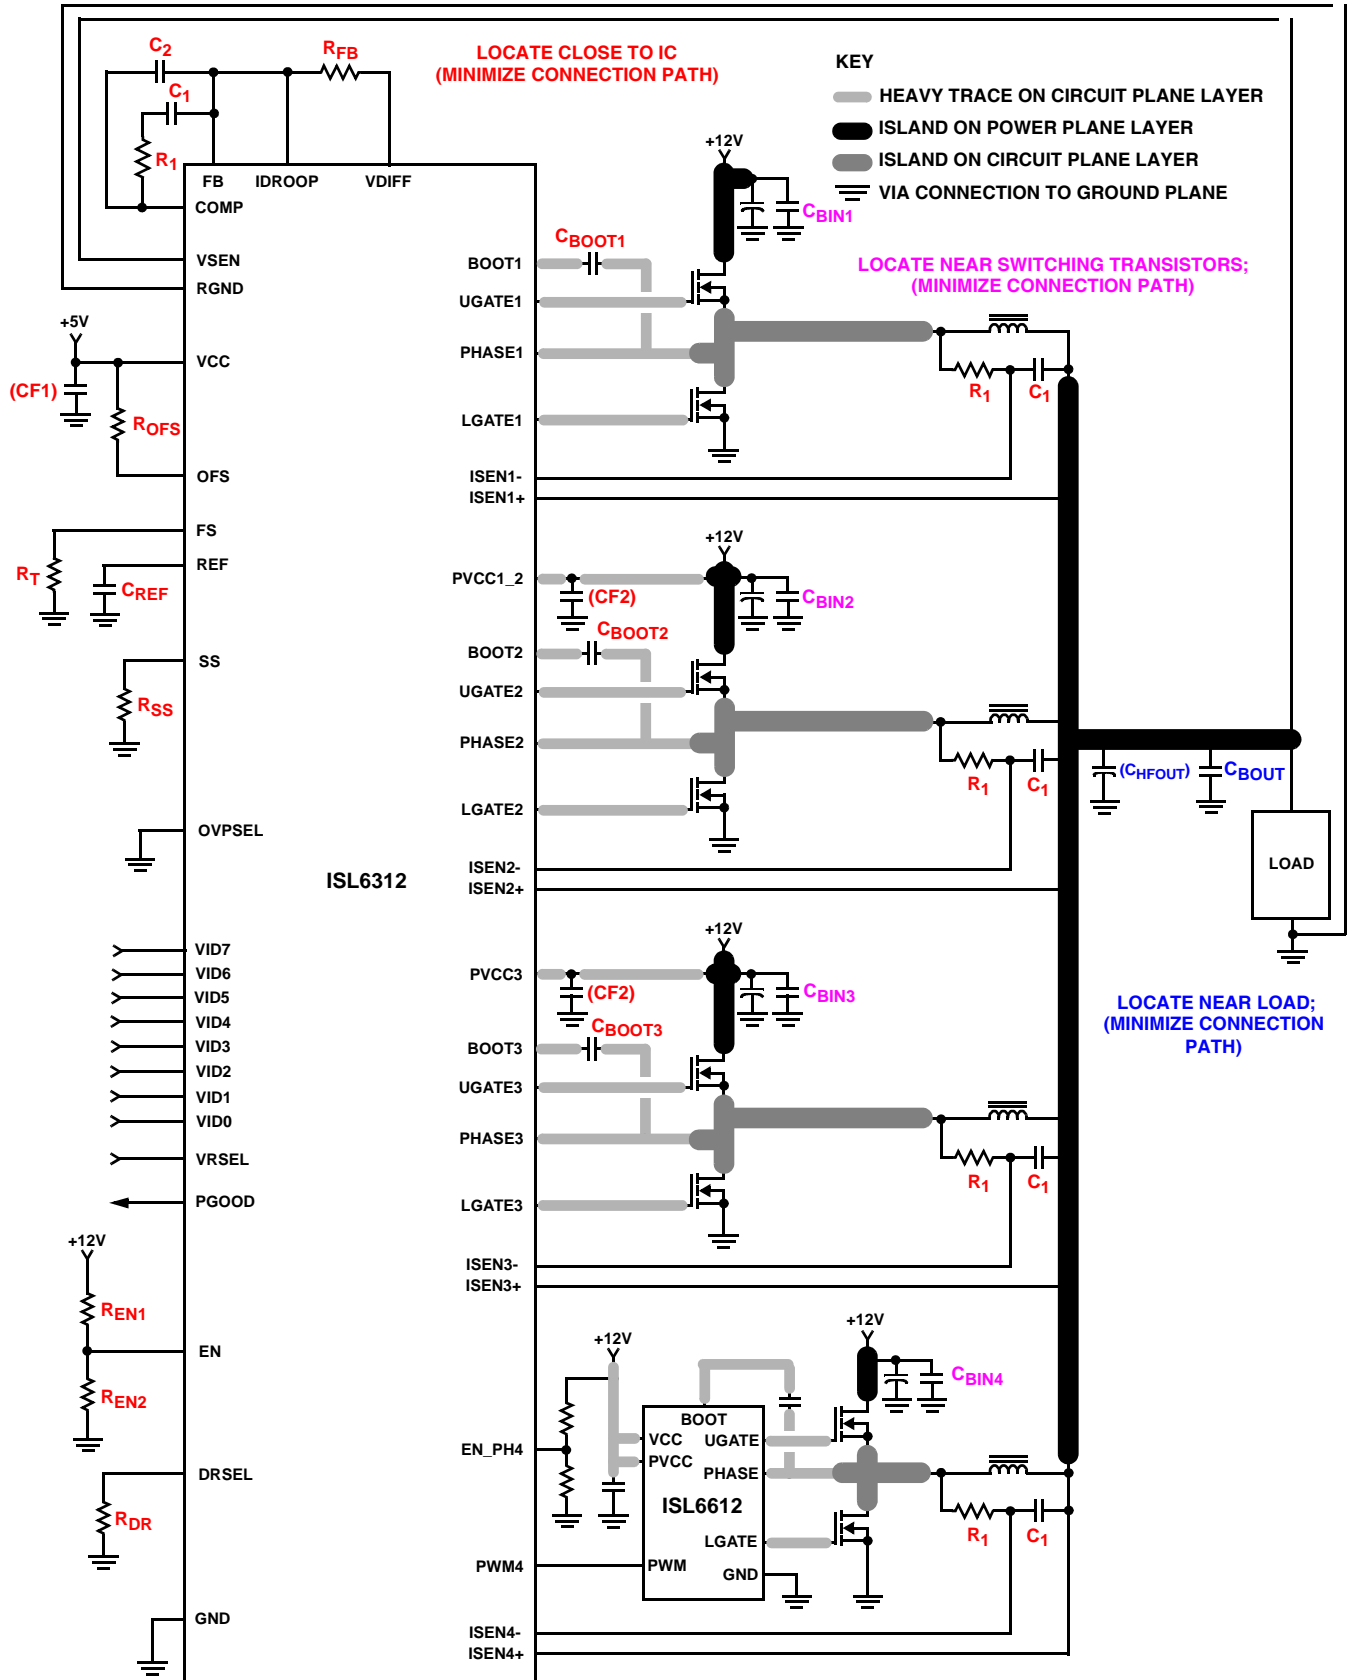 C2
RFB
LOCATE CLOSE TO IC
(MINIMIZE CONNECTION PATH)
C1
R1
KEY
HEAVY TRACE ON CIRCUIT PLANE LAYER
ISLAND ON POWER PLANE LAYER
ISLAND ON CIRCUIT PLANE LAYER
VIA CONNECTION TO GROUND PLANE
+12V
CBIN1
FB
IDROOP
VDIFF
COMP
VSEN
RGND
+5V
VCC
(CF1)
ROFS
OFS
FS
REF
RT
CREF
SS
RSS
OVPSEL
ISL6312
VID7
VID6
VID5
VID4
VID3
VID2
VID1
VID0
VRSEL
PGOOD
+12V
REN1
EN
REN2
DRSEL
RDR
GND
CBOOT1
BOOT1
UGATE1
PHASE1
LGATE1
ISEN1-
ISEN1+
LOCATE NEAR SWITCHING TRANSISTORS;
(MINIMIZE CONNECTION PATH)
R1
C1
+12V
PVCC1_2
(CF2)
CBIN2
CBOOT2
BOOT2
UGATE2
PHASE2
LGATE2
ISEN2-
ISEN2+
R1
C1
(CHFOUT)
CBOUT
LOAD
+12V
PVCC3
(CF2)
CBIN3
CBOOT3
BOOT3
UGATE3
PHASE3
LGATE3
ISEN3-
ISEN3+
R1
C1
LOCATE NEAR LOAD;
(MINIMIZE CONNECTION
PATH)
+12V
+12V
CBIN4
EN_PH4
BOOT
VCC
UGATE
PVCC
PHASE
ISL6612
LGATE
PWM
GND
PWM4
R1
C1
ISEN4-
ISEN4+